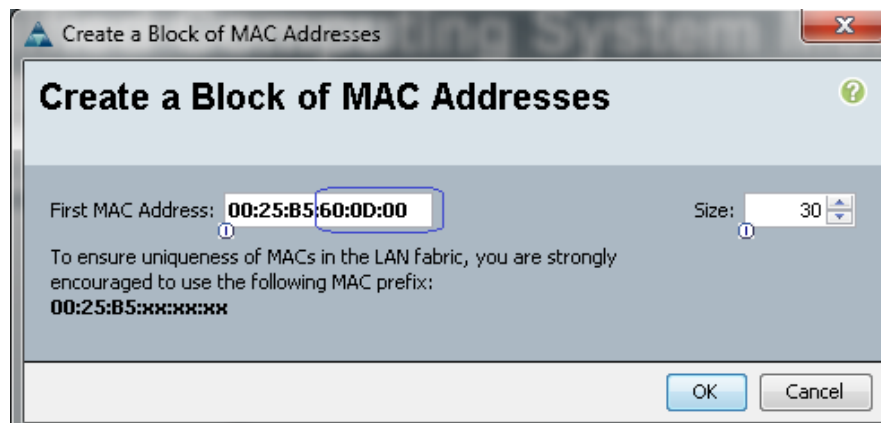 Create a Block of MAC Addresses
Create a Block of MAC Addresses
First MAC Address: 00:25:B5:60:0D:00 Size: 30
To ensure uniqueness of MACs in the LAN fabric, you are strongly
encouraged to use the following MAC prefix:
00:25:B5:xx:xx:xx
OK Cancel